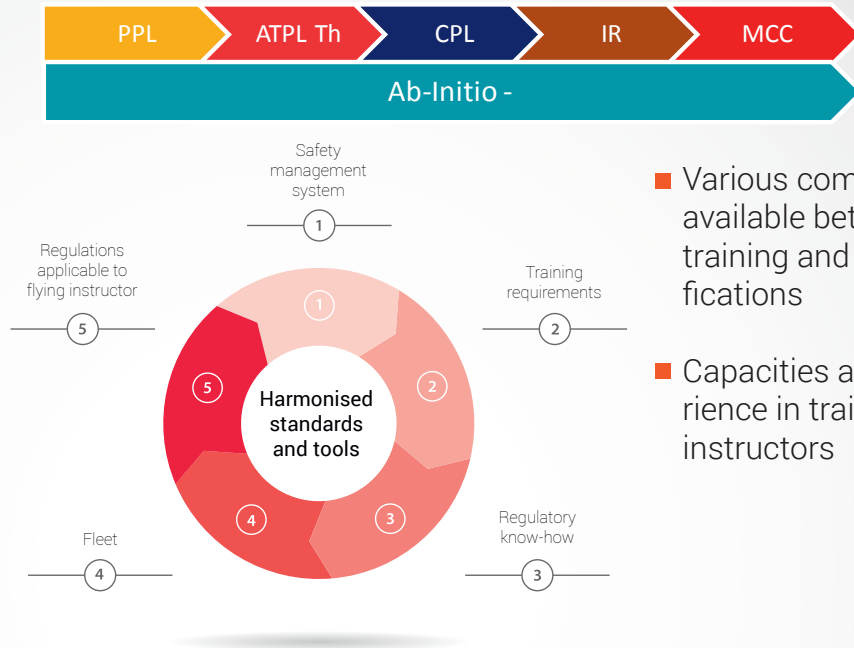 PPL
ATPL Th
CPL
IR
MCC
Ab-Initio -
Safety
management
system
1
Regulations
applicable to
flying instructor
5
Training
requirements
2
1
2
3
4
5
Harmonised
standards
and tools
Fleet
4
Regulatory
know-how
3
■ Various com
available bet
training and
fications
■ Capacities a
rience in trai
instructors